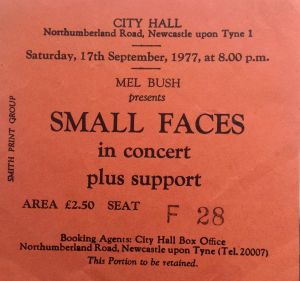 CITY HALL
Northumberland Road, Newcastle upon Tyne 1
Saturday, 17th September, 1977, at 8.00 p.m.
MEL BUSH
presents
SMALL FACES
in concert
plus support
AREA £2.50 SEAT F 28
Booking Agents: City Hall Box Office
Northumberland Road, Newcastle upon Tyne (Tel. 20007)
This Portion to be retained.
SMITH PRINT GROUP